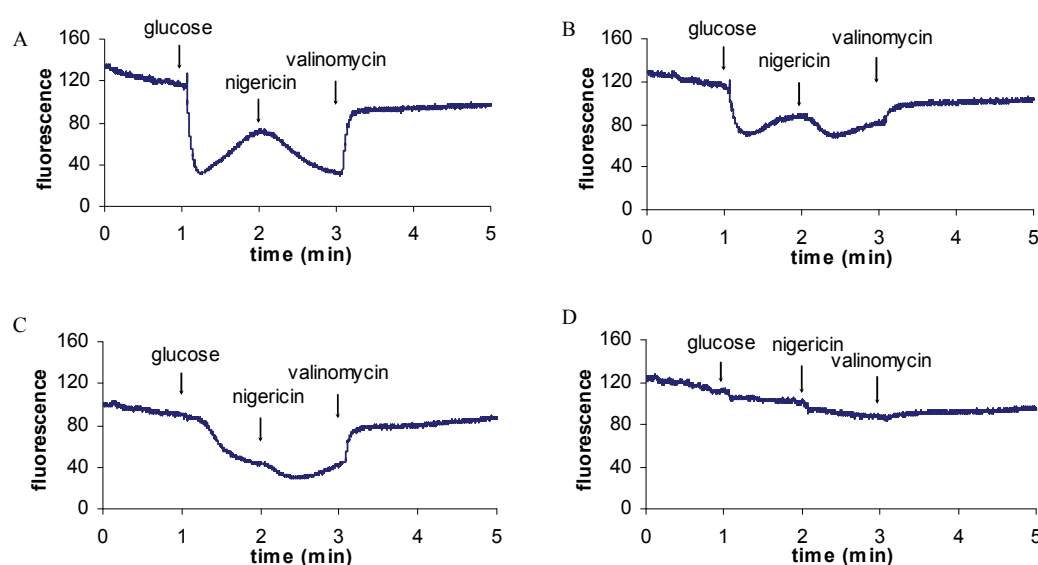 A
160
120
80
40
0
fluorescence
glucose
nigericin
valinomycin
0 1 2 3 4 5
time (min)
B
160
120
80
40
0
fluorescence
glucose
nigericin
valinomycin
0 1 2 3 4 5
time (min)
C
160
120
80
40
0
fluorescence
glucose
nigericin
valinomycin
0 1 2 3 4 5
time (min)
D
160
120
80
40
0
fluorescence
glucose
nigericin
valinomycin
0 1 2 3 4 5
time (min)